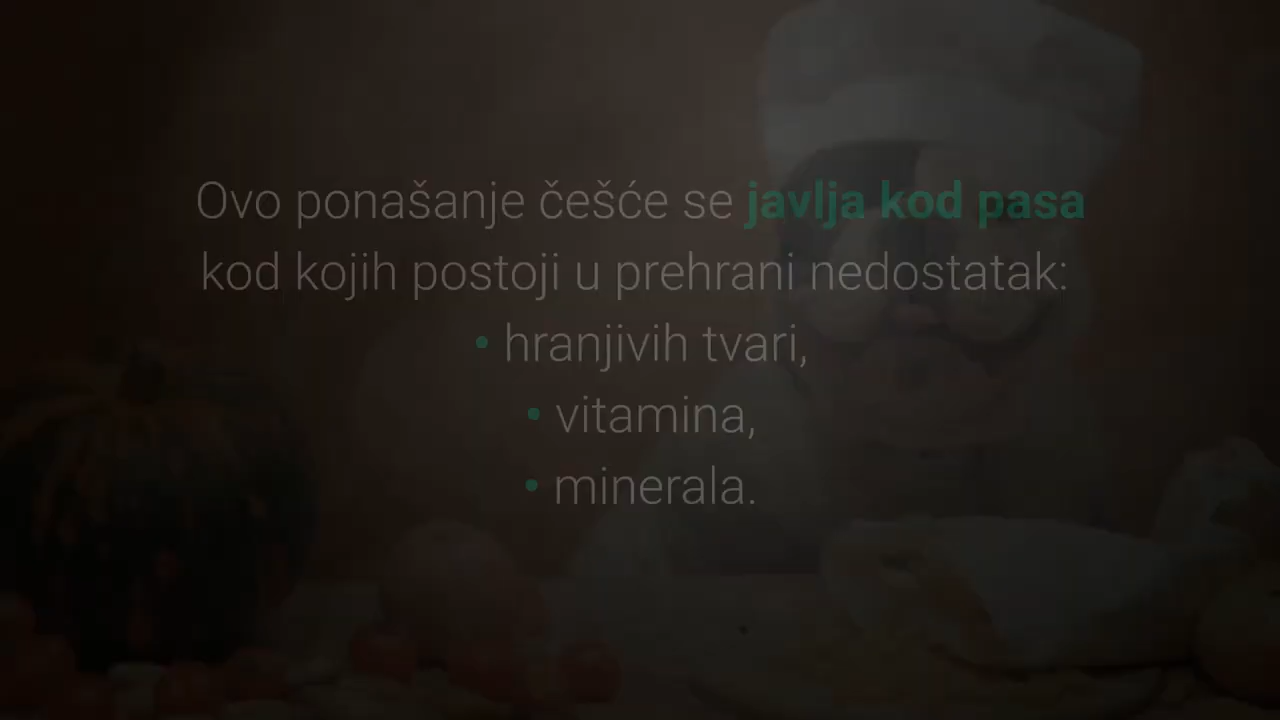 Ovo ponašanje češće se javlja kod pasa
kod kojih postoji u prehrani nedostatak:
• hranjivih tvari,
• vitamina,
• minerala.